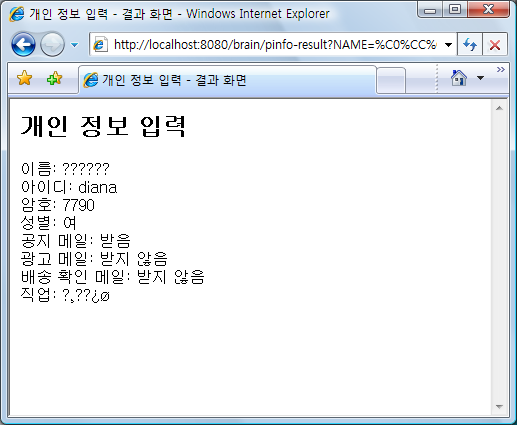 개인 정보 입력 - 결과 화면 - Windows Internet Explorer
http://localhost:8080/brain/pinfo-result?NAME=%C0%CC%
개인 정보 입력 - 결과 화면
개인 정보 입력
이름: ??????
아이디: diana
암호: 7790
성별: 여
공지 메일: 받음
광고 메일: 받지 않음
배송 확인 메일: 받지 않음
직업: ?¸??¿ø